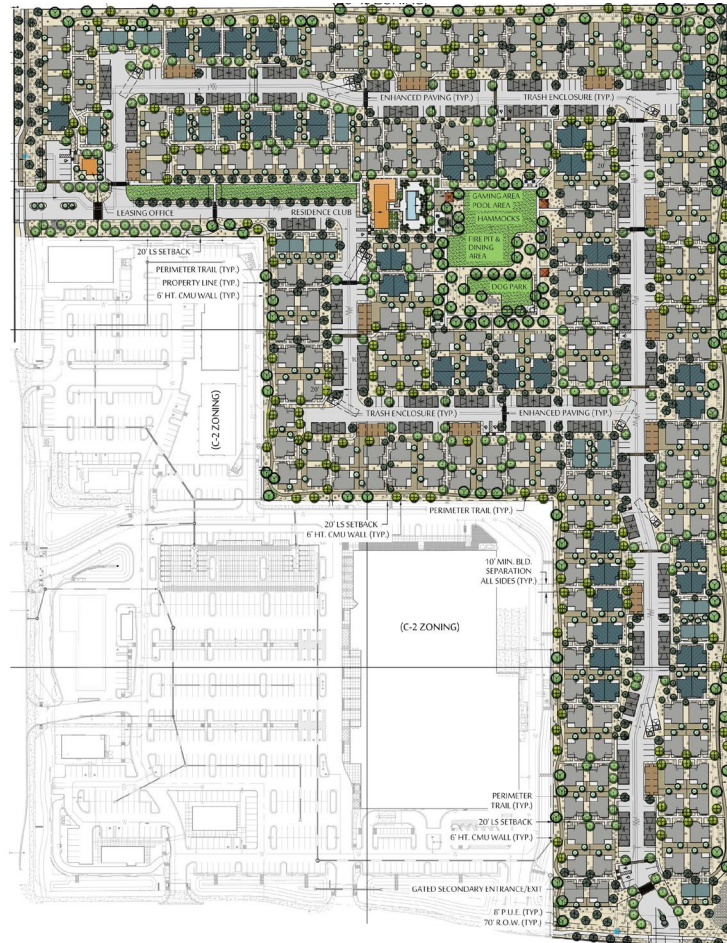 ENHANCED PAVING (TYP.)
TRASH ENCLOSURE (TYP.)
LEASING OFFICE
RESIDENCE CLUB
GAMING AREA
POOL AREA
HAMMOCKS
FIRE PIT &
DINING
AREA
DOG PARK
20' LS SETBACK
PERIMETER TRAIL (TYP.)
PROPERTY LINE (TYP.)
6' HT. CMU WALL (TYP.)
(C-2 ZONING)
20'
TRASH ENCLOSURE (TYP.)
ENHANCED PAVING (TYP.)
PERIMETER TRAIL (TYP.)
20' LS SETBACK
6' HT. CMU WALL (TYP.)
10' MIN. BLD.
SEPARATION
ALL SIDES (TYP.)
(C-2 ZONING)
PERIMETER
TRAIL (TYP.)
20' LS SETBACK
6' HT. CMU WALL (TYP.)
GATED SECONDARY ENTRANCE/EXIT
8' P.U.E. (TYP.)
70' R.O.W. (TYP.)